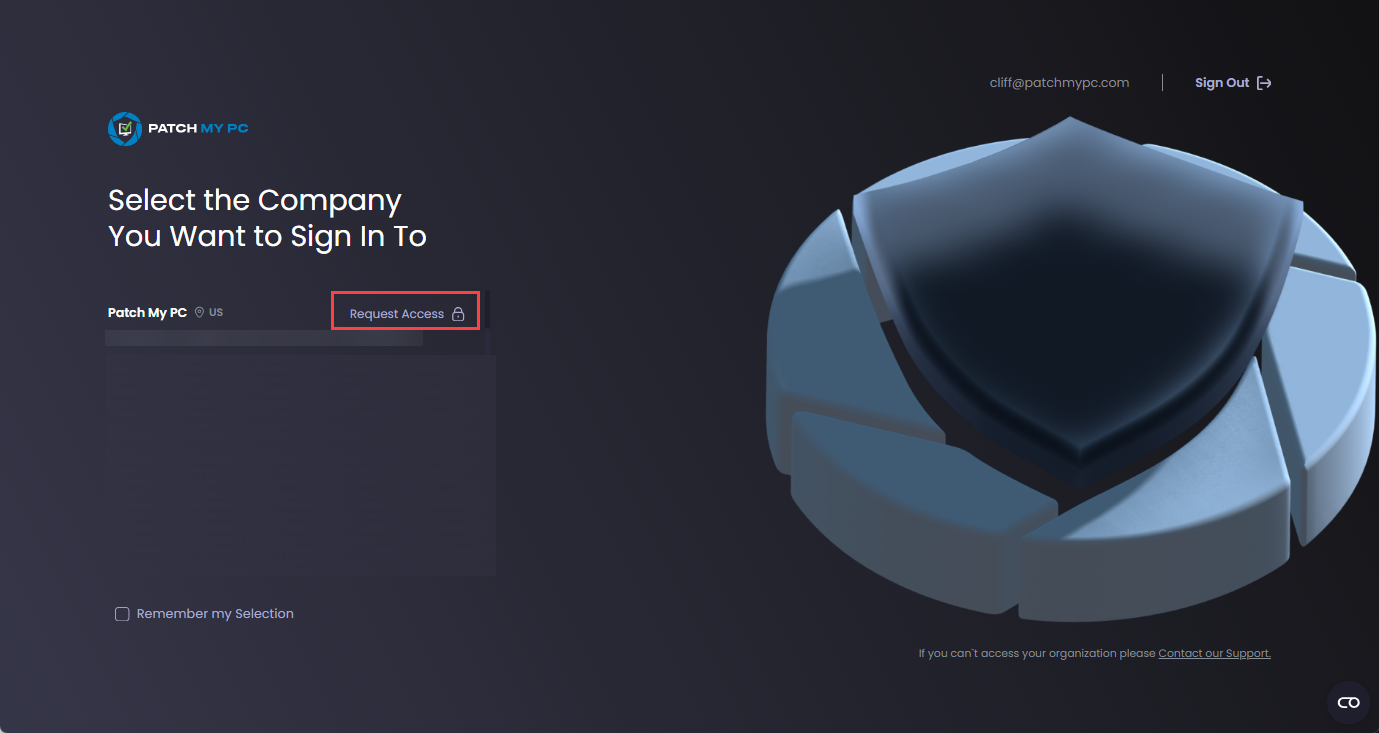 cliff@patchmypc.com
Sign Out
PATCH MY PC
Select the Company
You Want to Sign In To
Patch My PC US
Request Access
Remember my Selection
If you can`t access your organization please Contact our Support.